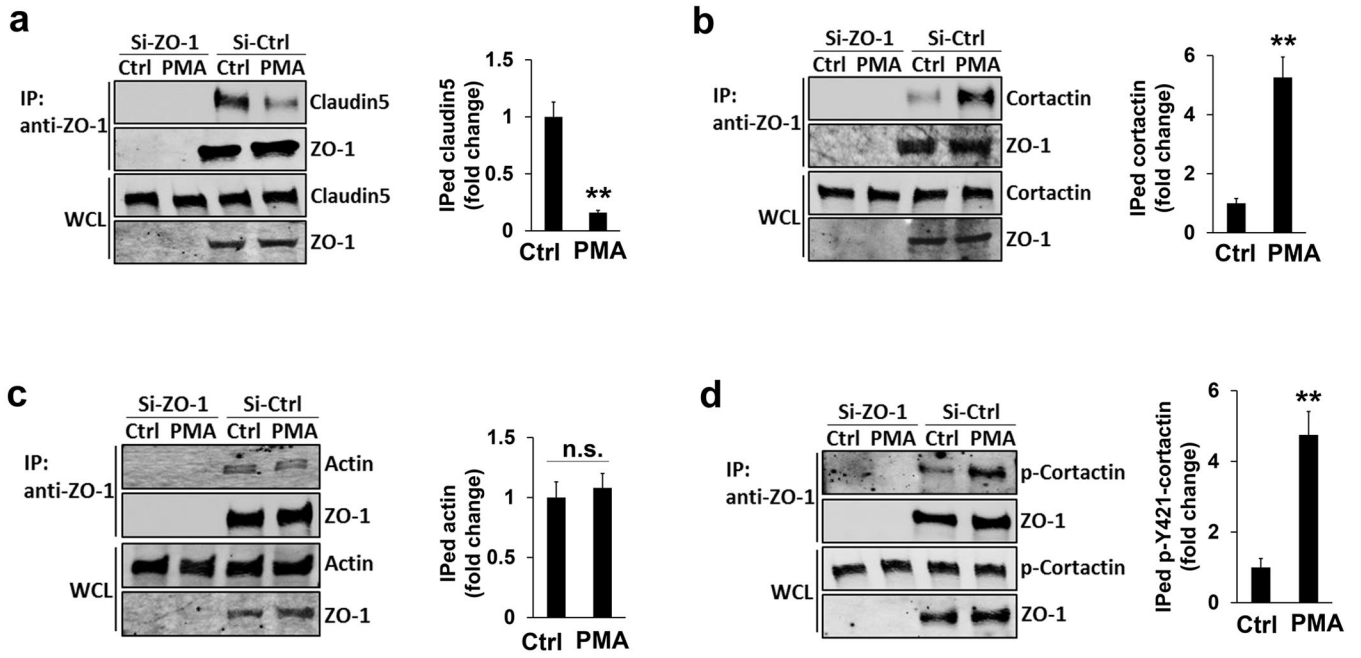 a
Si-ZO-1 Si-Ctrl
Ctrl PMA Ctrl PMA
IP:
anti-ZO-1
Claudin5
ZO-1
WCL
Claudin5
ZO-1
IPed claudin5
(fold change)
1.5
1
0.5
0
**
Ctrl PMA
b
Si-ZO-1 Si-Ctrl
Ctrl PMA Ctrl PMA
IP:
anti-ZO-1
Cortactin
ZO-1
WCL
Cortactin
ZO-1
IPed cortactin
(fold change)
6
4
2
0
**
Ctrl PMA
c
Si-ZO-1 Si-Ctrl
Ctrl PMA Ctrl PMA
IP:
anti-ZO-1
Actin
ZO-1
WCL
Actin
ZO-1
IPed actin
(fold change)
1.5
1
0.5
0
n.s.
Ctrl PMA
d
Si-ZO-1 Si-Ctrl
Ctrl PMA Ctrl PMA
IP:
anti-ZO-1
p-Cortactin
ZO-1
WCL
p-Cortactin
ZO-1
IPed p-Y421-cortactin
(fold change)
6
4
2
0
**
Ctrl PMA